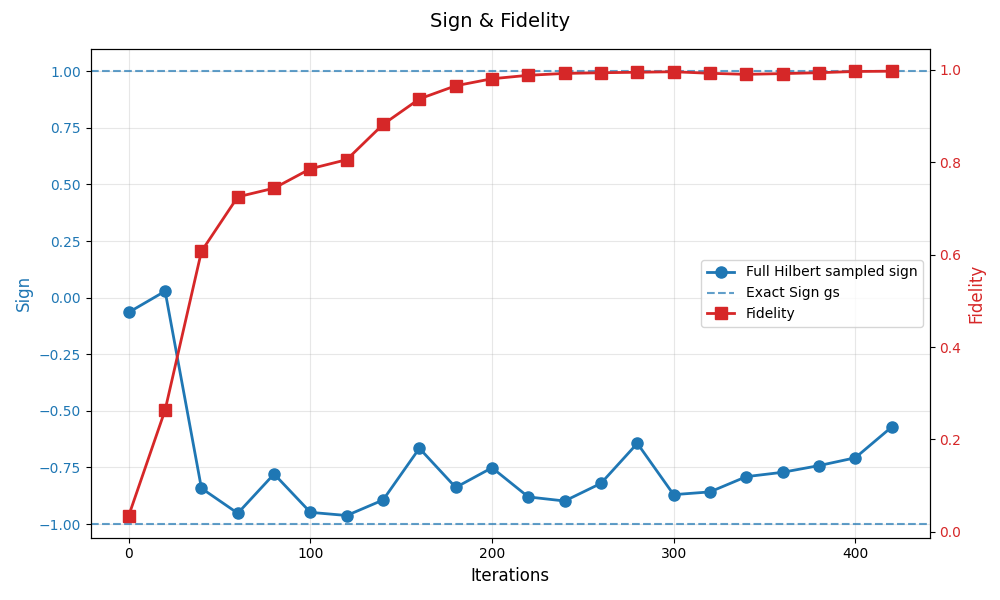 Sign & Fidelity
1.00
0.75
0.50
0.25
0.00
−0.25
−0.50
−0.75
−1.00
Sign
1.0
0.8
0.6
0.4
0.2
0.0
Fidelity
Full Hilbert sampled sign
Exact Sign gs
Fidelity
0 100 200 300 400
Iterations